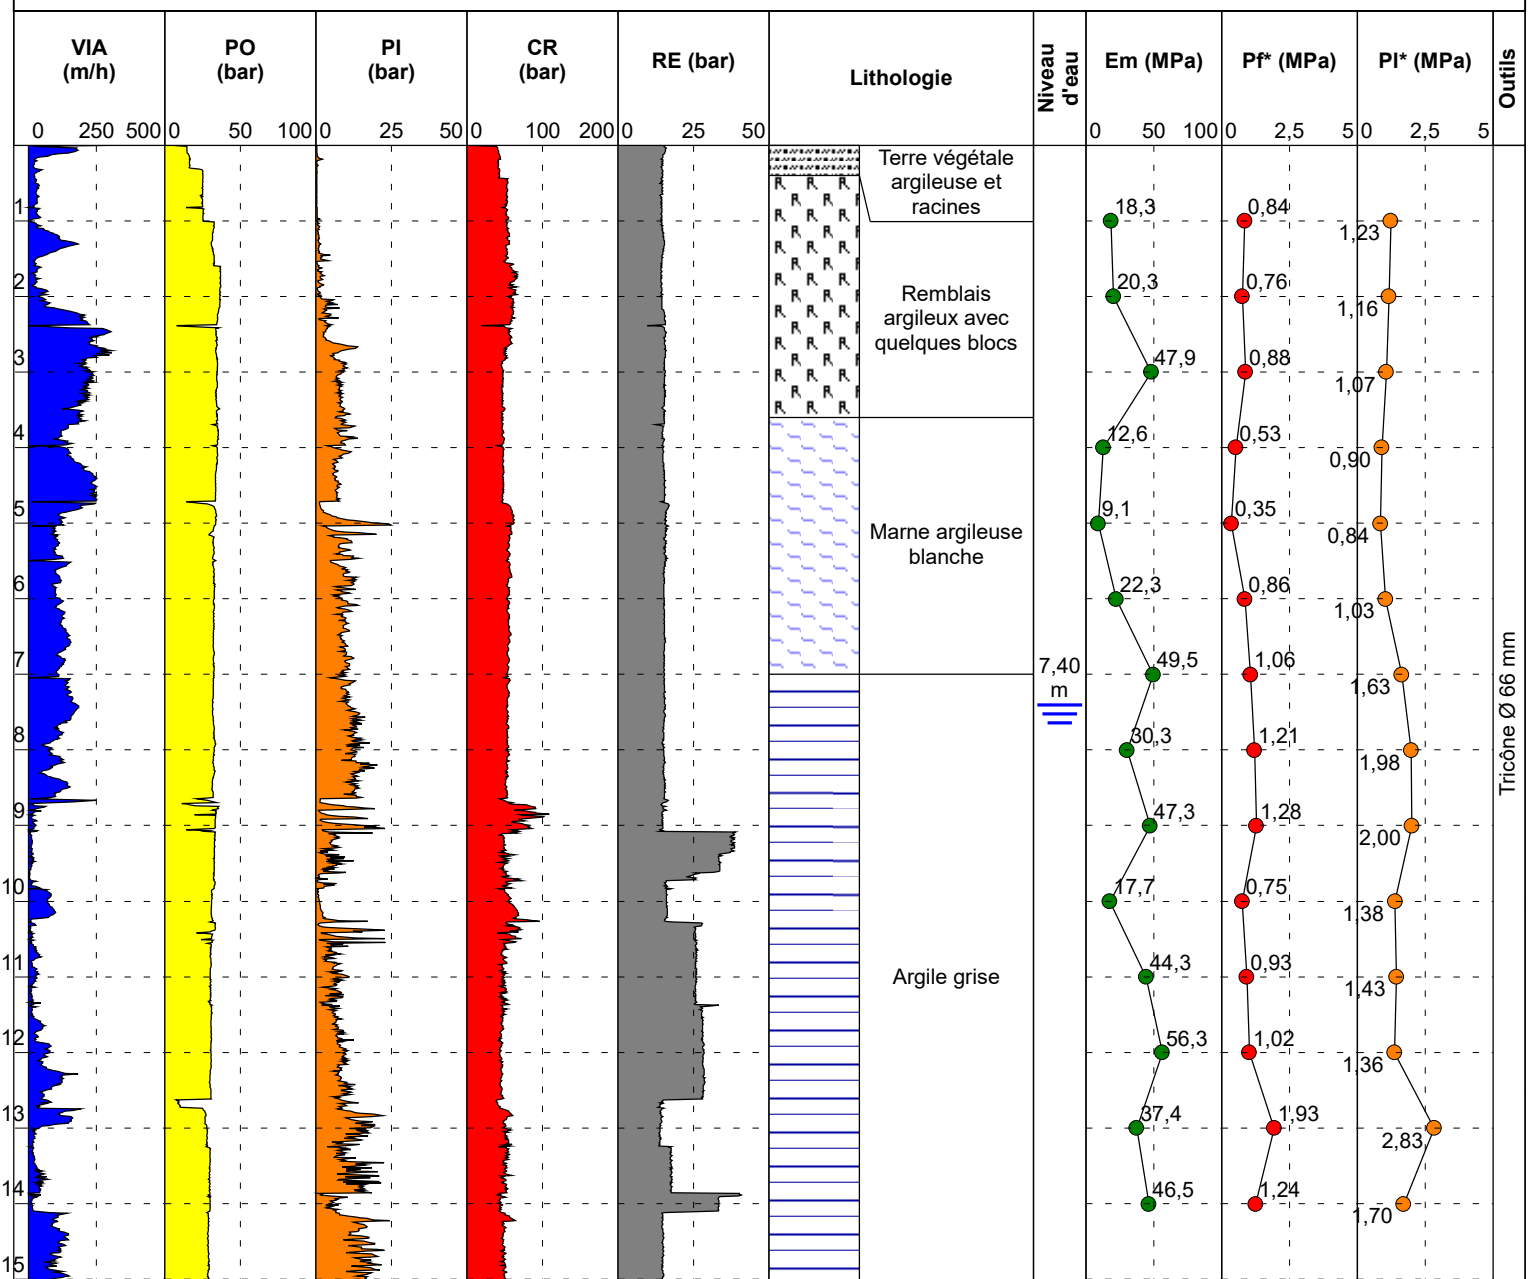 VIA
(m/h)
PO
(bar)
PI
(bar)
CR
(bar)
RE (bar)
Lithologie
Niveau
d'eau
Em (MPa)
Pf* (MPa)
Pl* (MPa)
Outils
0 250 500
0 50 100
0 25 50
0 100 200
0 25 50
0 50 100
0 2,5 5
0 2,5 5
Terre végétale
argileuse et
racines
1
18,3 0,84 1,23
2
20,3 0,76 1,16
Remblais
argileux avec
quelques blocs
3
47,9 0,88 1,07
4
12,6 0,53 0,90
5
9,1 0,35 0,84
Marne argileuse
blanche
6
22,3 0,86 1,03
7
7,40
m
49,5 1,06 1,63
8
30,3 1,21 1,98
Tricône Ø 66 mm
9
47,3 1,28 2,00
10
17,7 0,75 1,38
11
Argile grise
44,3 0,93 1,43
12
56,3 1,02 1,36
13
37,4 1,93 2,83
14
46,5 1,24 1,70
15